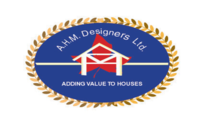 A.H.M. Designers Ltd
ADDING VALUE TO HOUSES